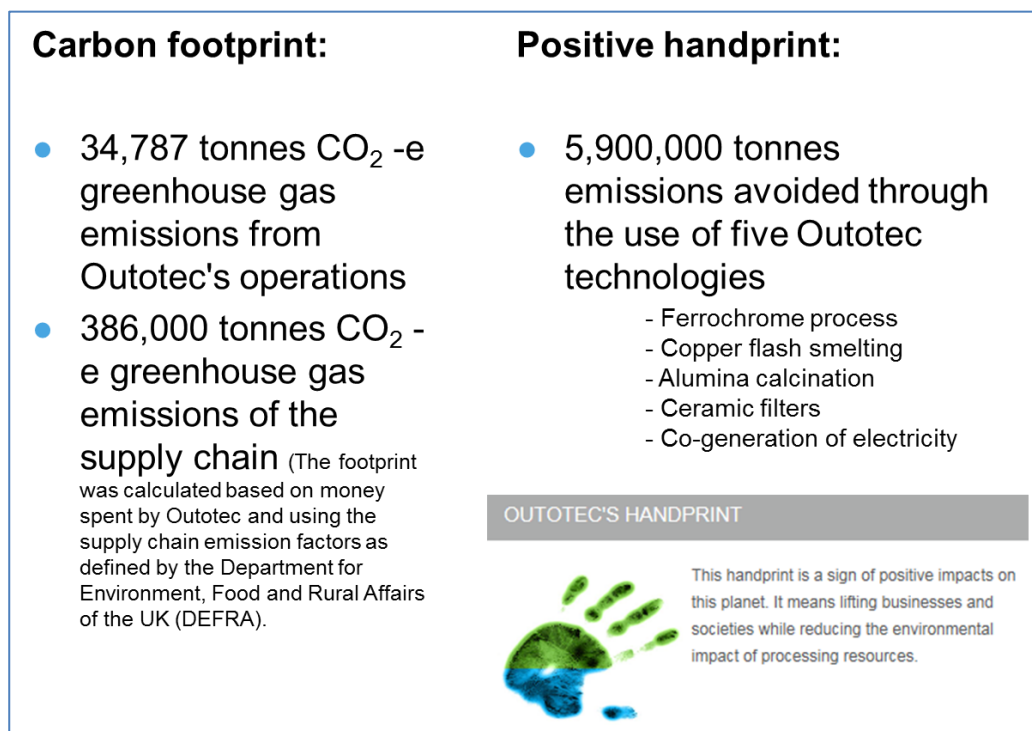 Carbon footprint:
● 34,787 tonnes CO₂ -e
greenhouse gas
emissions from
Outotec's operations
● 386,000 tonnes CO₂ -
e greenhouse gas
emissions of the
supply chain (The footprint
was calculated based on money
spent by Outotec and using the
supply chain emission factors as
defined by the Department for
Environment, Food and Rural Affairs
of the UK (DEFRA).
Positive handprint:
● 5,900,000 tonnes
emissions avoided through
the use of five Outotec
technologies
- Ferrochrome process
- Copper flash smelting
- Alumina calcination
- Ceramic filters
- Co-generation of electricity
OUTOTEC'S HANDPRINT
This handprint is a sign of positive impacts on
this planet. It means lifting businesses and
societies while reducing the environmental
impact of processing resources.